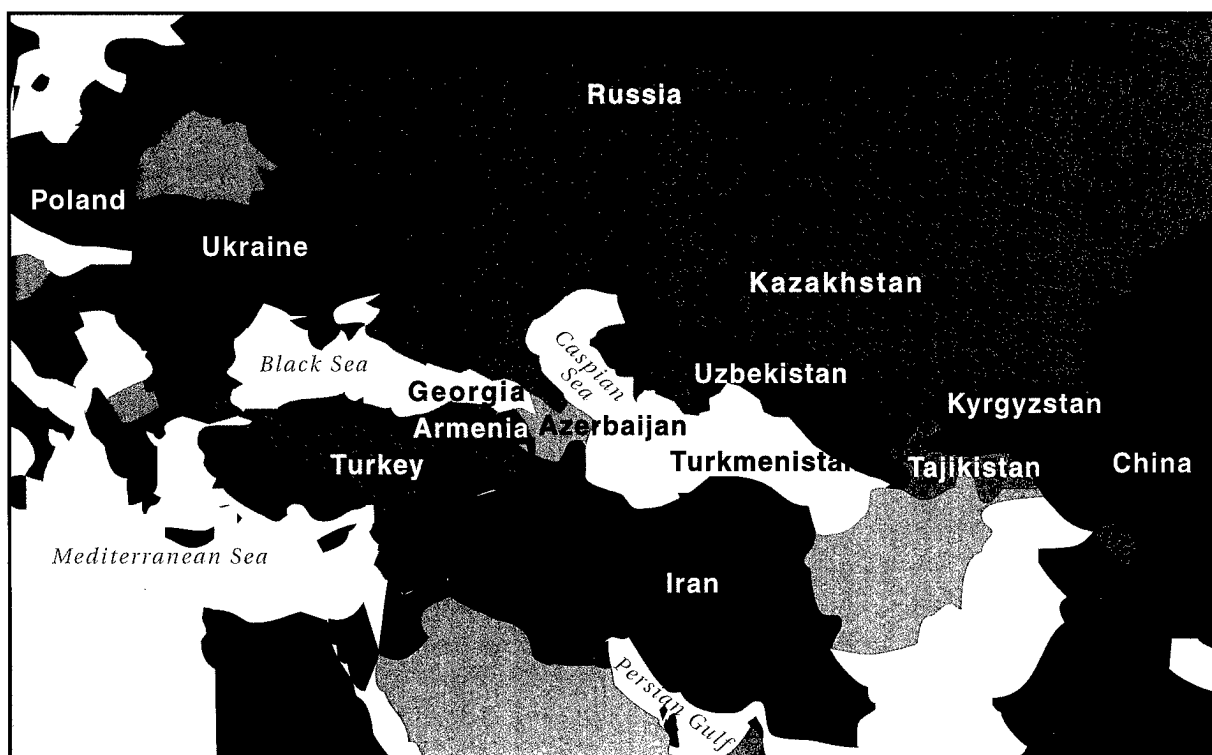 Russia
Poland
Ukraine
Kazakhstan
Black Sea
Caspian
Sea
Uzbekistan
Georgia
Kyrgyzstan
Armenia
Azerbaijan
Turkey
Turkmenistan
Tajikistan
China
Mediterranean Sea
Iran
Persian Gulf